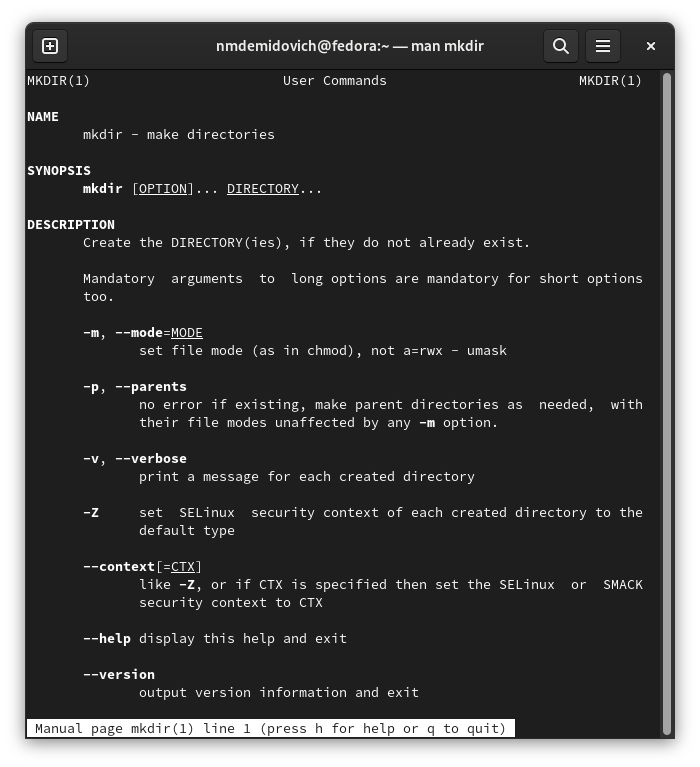 nmdemidovich@fedora:~ — man mkdir
MKDIR(1) User Commands MKDIR(1)
NAME
mkdir - make directories
SYNOPSIS
mkdir [OPTION]... DIRECTORY...
DESCRIPTION
Create the DIRECTORY(ies), if they do not already exist.
Mandatory arguments to long options are mandatory for short options
too.
-m, --mode=MODE
set file mode (as in chmod), not a=rwx - umask
-p, --parents
no error if existing, make parent directories as needed, with
their file modes unaffected by any -m option.
-v, --verbose
print a message for each created directory
-Z set SELinux security context of each created directory to the
default type
--context[=CTX]
like -Z, or if CTX is specified then set the SELinux or SMACK
security context to CTX
--help display this help and exit
--version
output version information and exit
Manual page mkdir(1) line 1 (press h for help or q to quit)